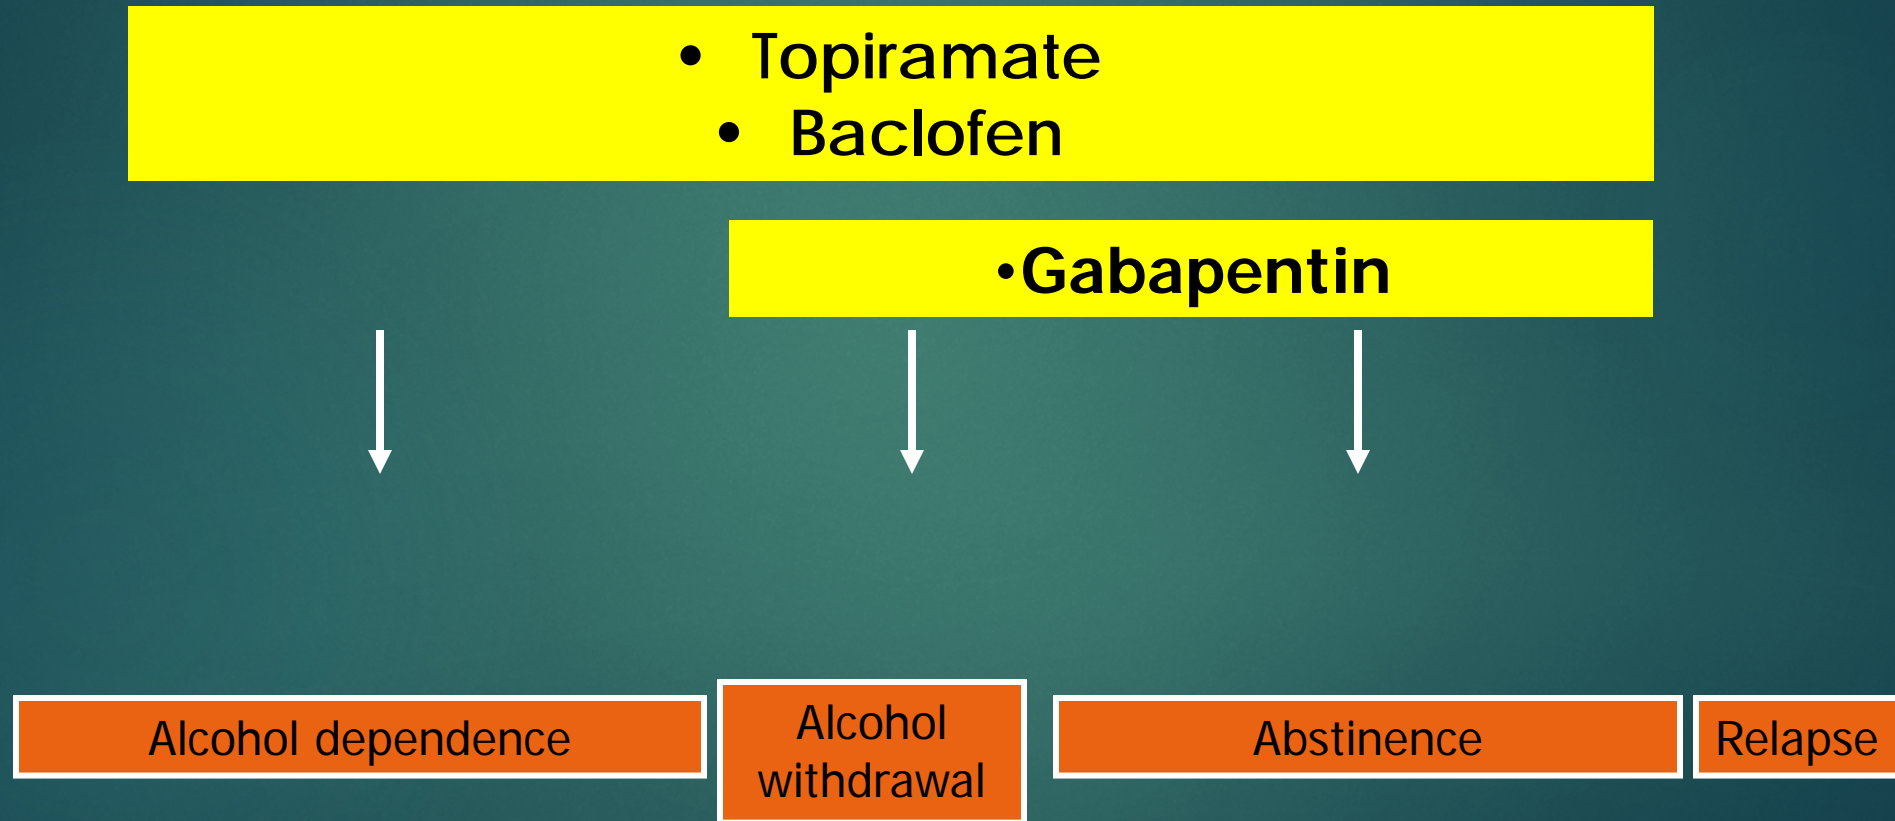 • Topiramate
• Baclofen
•Gabapentin
Alcohol dependence
Alcohol
withdrawal
Abstinence
Relapse